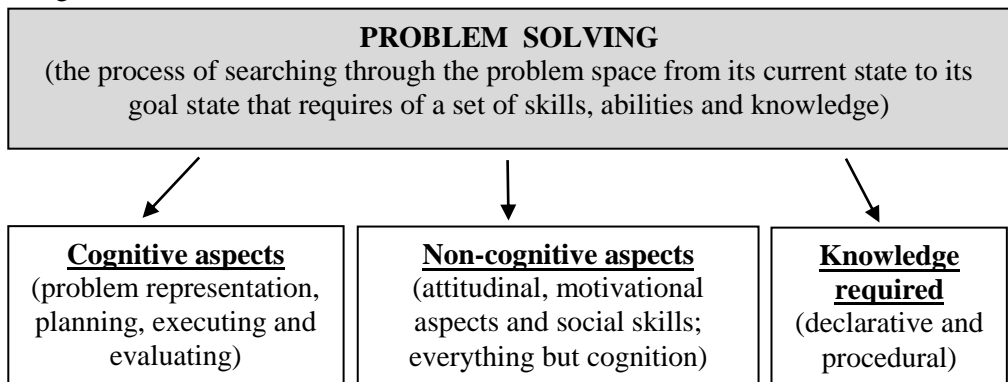 PROBLEM SOLVING
(the process of searching through the problem space from its current state to its
goal state that requires of a set of skills, abilities and knowledge)
Cognitive aspects
(problem representation,
planning, executing and
evaluating)
Non-cognitive aspects
(attitudinal, motivational
aspects and social skills;
everything but cognition)
Knowledge
required
(declarative and
procedural)